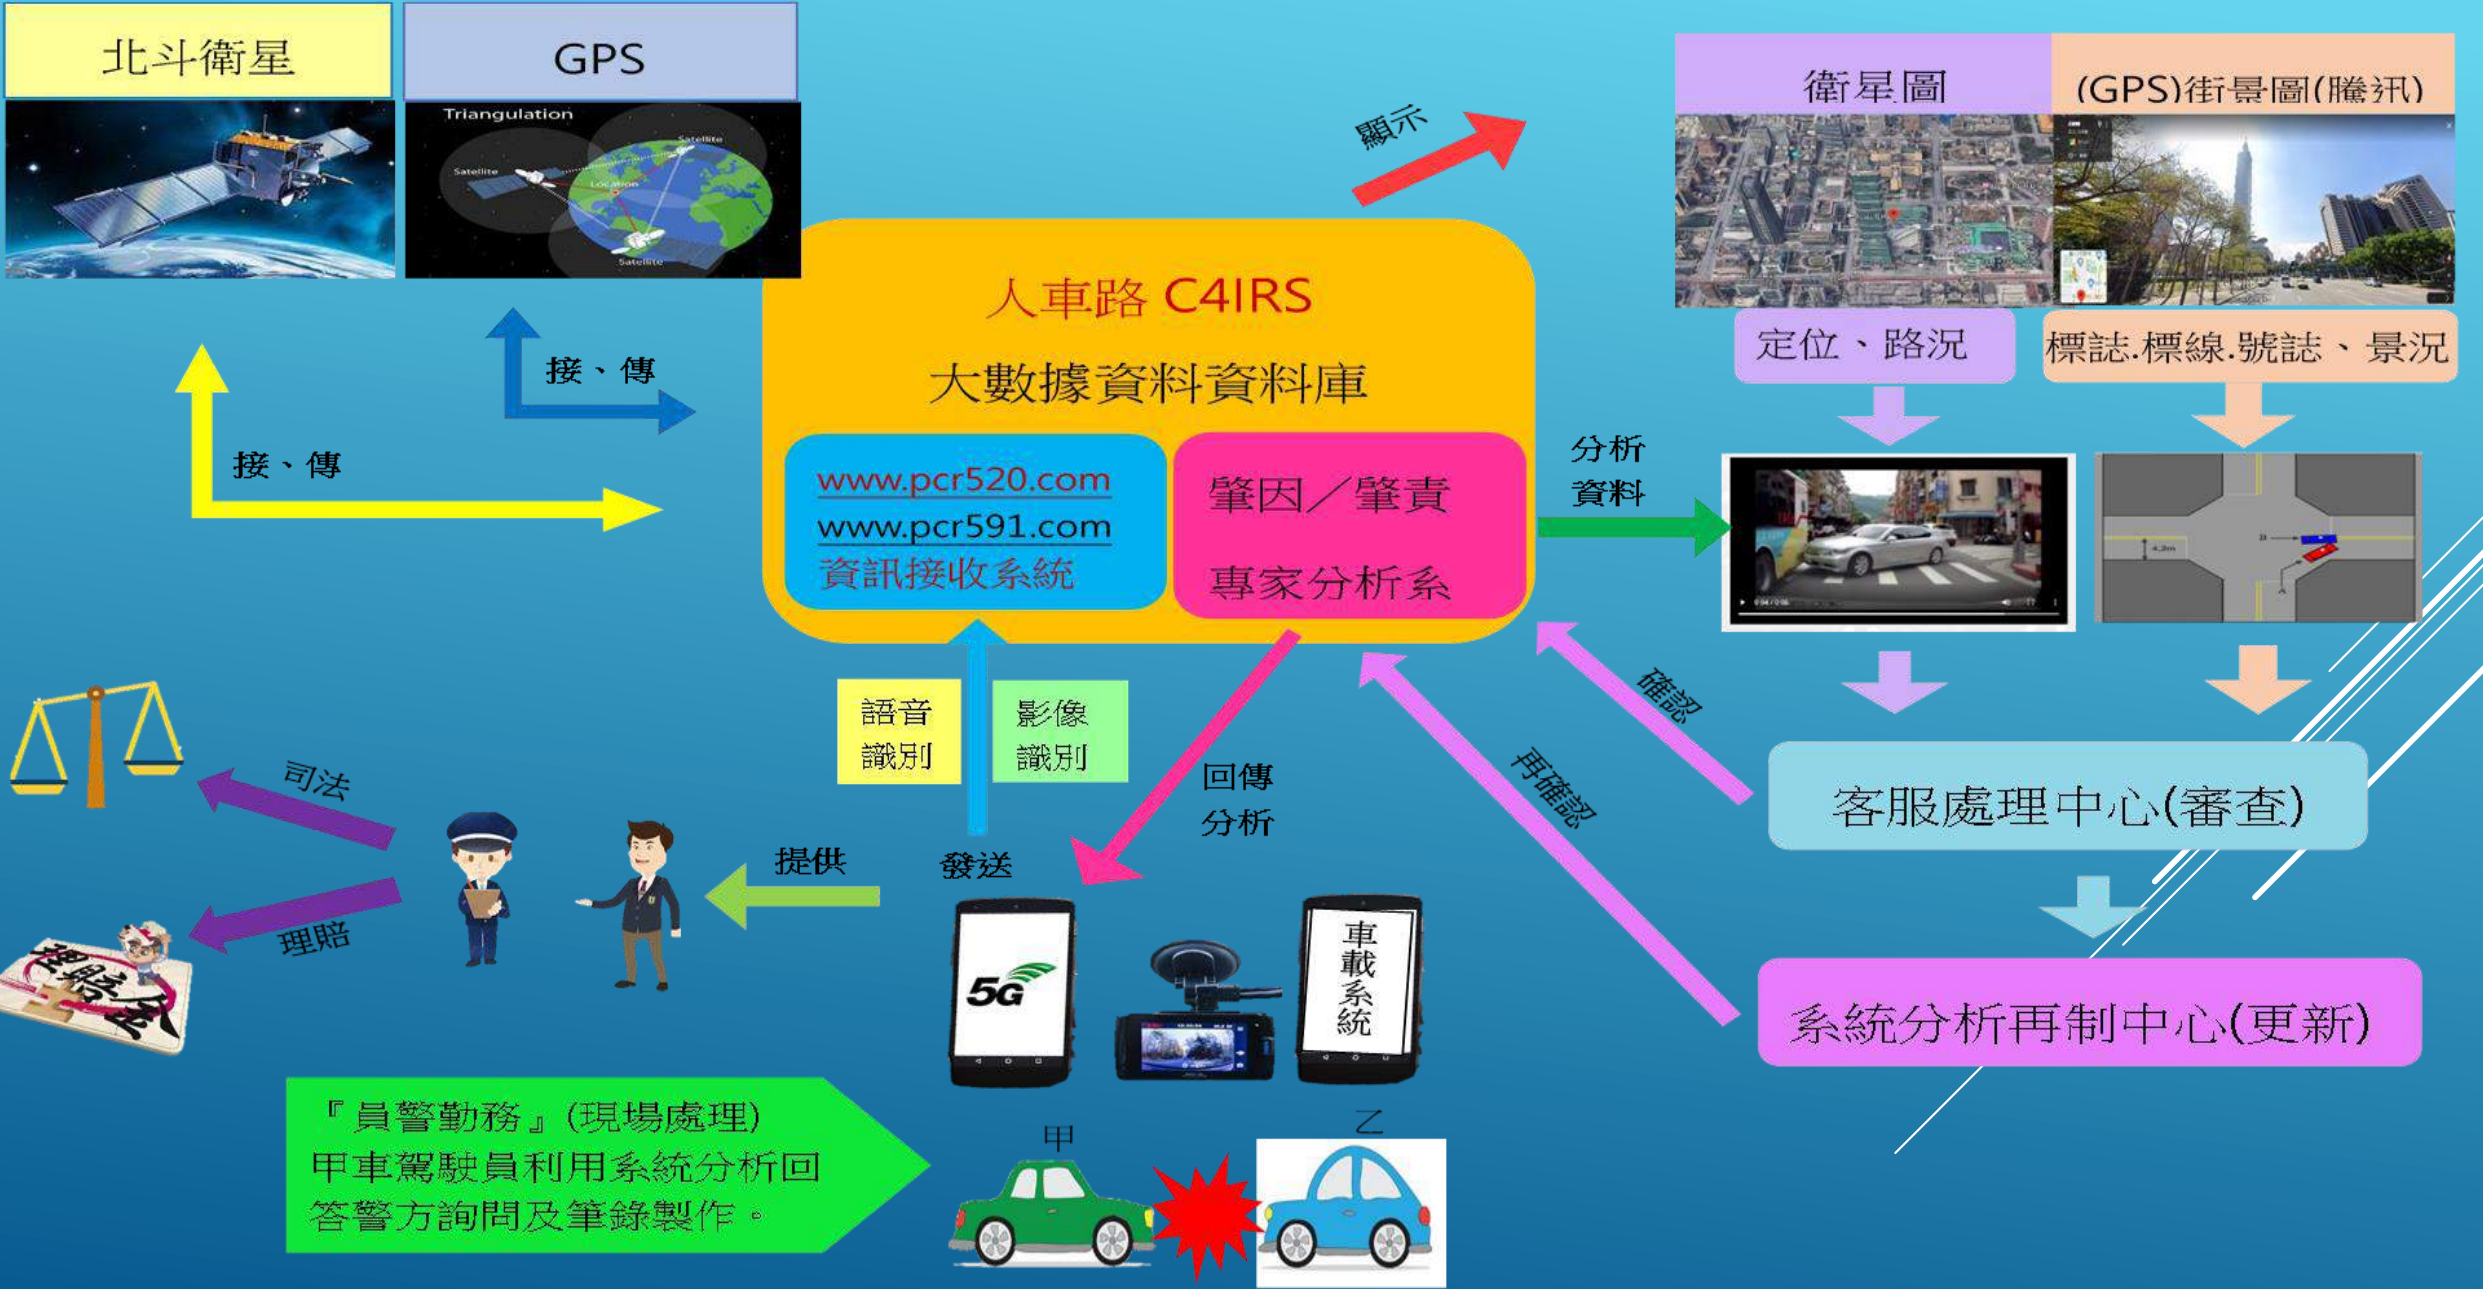 北斗衛星
GPS
Triangulation
Satellite
Satellite
Location
Satellite
接、傳
接、傳
人車路 C4IRS
大數據資料資料庫
www.pcr520.com
www.pcr591.com
資訊接收系統
肇因／肇責
專家分析系
顯示
衛星圖
(GPS)街景圖(騰訊)
定位、路況
標誌.標線.號誌、景況
分析
資料
4.2m
B
A
確認
再確認
客服處理中心(審查)
系統分析再制中心(更新)
語音
識別
影像
識別
發送
回傳
分析
提供
司法
理賠
理賠金
5G
車載系統
『員警勤務』(現場處理)
甲車駕駛員利用系統分析回
答警方詢問及筆錄製作。
甲
乙